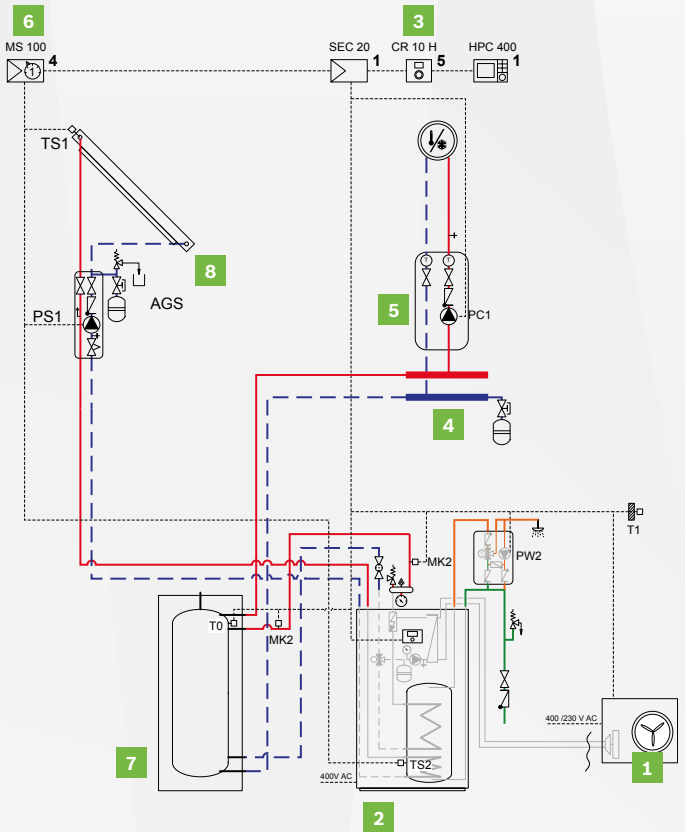 6
3
MS 100
SEC 20
CR 10 H
HPC 400
1
4
1
5
1
TS1
8
AGS
PS1
5
PC1
4
T1
PW2
MK2
T0
MK2
400 /230 V AC
7
TS2
1
400V AC
2